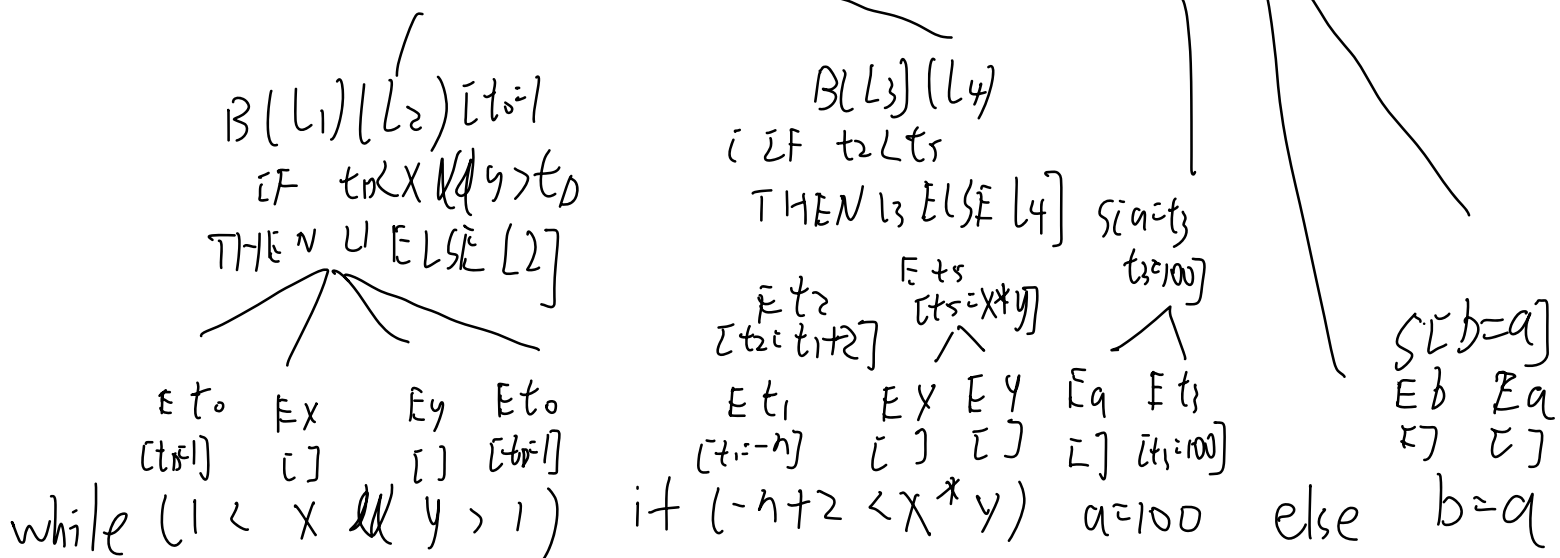 B(L1)(L2)[t0=1
IF t0<X && y>t0
THEN L1 ELSE L2]
B(L3)(L4)
[IF t2<t5
THEN L3 ELSE L4]
S[a=t3
t3=100]
E t2
[t2=t1+2]
E t5
[t5=X*y]
S[b=a]
E t0 E X E y E t0
[t0=1] [] [] [t0=1]
E t1 E X E Y E a E t3
[t1=-n] [] [] [] [t3=100]
E b E a
[] []
while (1 < X && y > 1) if (-n+2 < X * y) a=100 else b=a